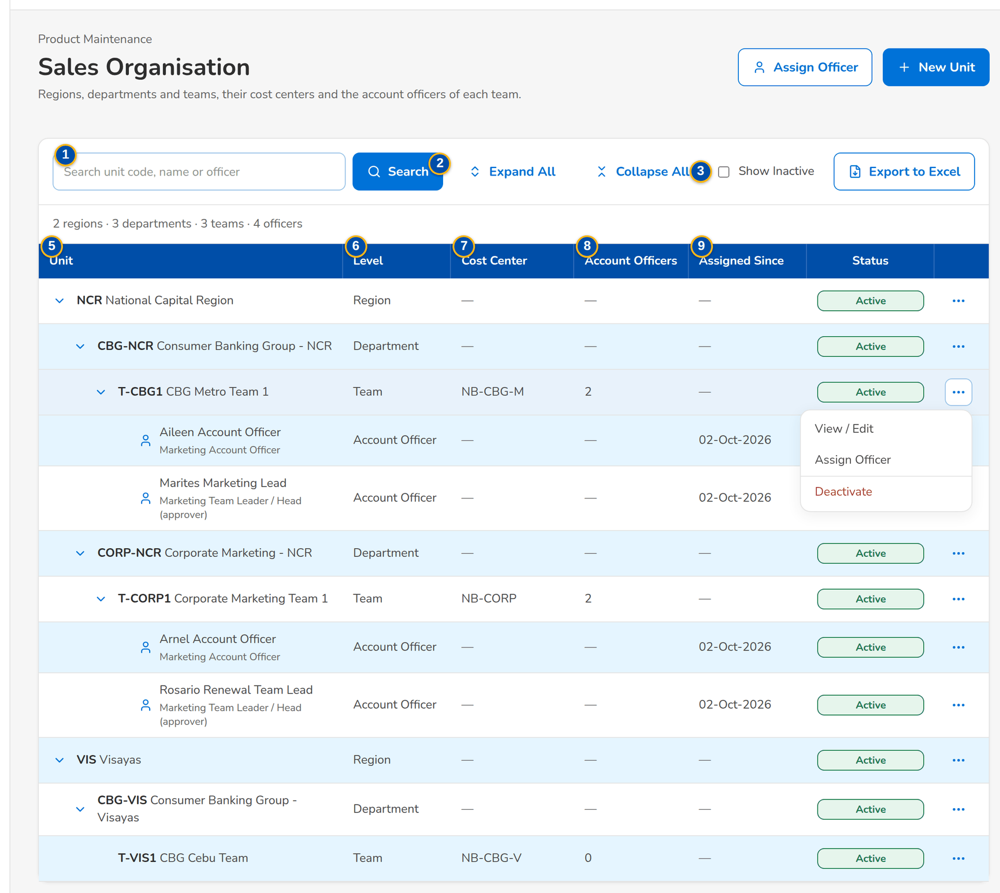 Product Maintenance
Sales Organisation
Regions, departments and teams, their cost centers and the account officers of each team.
Assign Officer
New Unit
1
Search unit code, name or officer
Search
2
Expand All
Collapse All
3
Show Inactive
Export to Excel
2 regions · 3 departments · 3 teams · 4 officers
5 6 7 8 9
Unit Level Cost Center Account Officers Assigned Since Status
NCR National Capital Region Region — — — Active
CBG-NCR Consumer Banking Group - NCR Department — — — Active
T-CBG1 CBG Metro Team 1 Team NB-CBG-M 2 — Active
View / Edit
Assign Officer
Deactivate
Aileen Account Officer
Marketing Account Officer
Account Officer — — 02-Oct-2026
Marites Marketing Lead
Marketing Team Leader / Head
(approver)
Account Officer — — 02-Oct-2026
CORP-NCR Corporate Marketing - NCR Department — — — Active
T-CORP1 Corporate Marketing Team 1 Team NB-CORP 2 — Active
Arnel Account Officer
Marketing Account Officer
Account Officer — — 02-Oct-2026 Active
Rosario Renewal Team Lead
Marketing Team Leader / Head
(approver)
Account Officer — — 02-Oct-2026 Active
VIS Visayas Region — — — Active
CBG-VIS Consumer Banking Group -
Visayas
Department — — — Active
T-VIS1 CBG Cebu Team Team NB-CBG-V 0 — Active